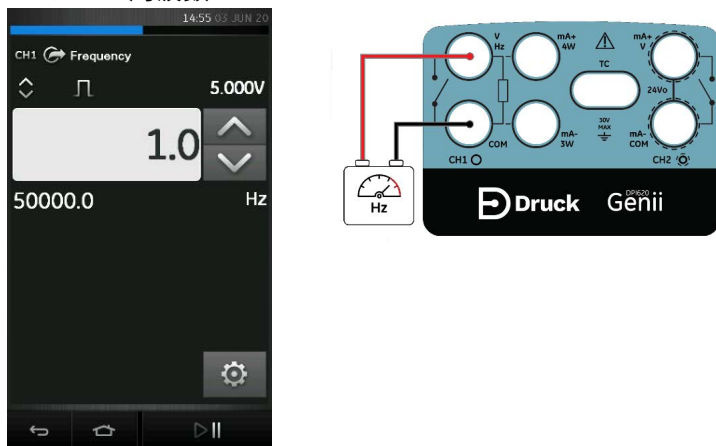 14:55 03 JUN 20
CH1 Frequency
5.000V
1.0
50000.0 Hz
V
Hz
mA+
4W
TC
mA+
V
24Vo
30V
MAX
COM
mA-
3W
mA-
COM
CH1
CH2
Hz
Druck
DPI620
Genii